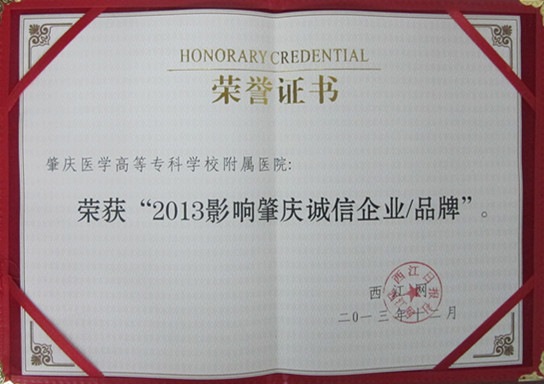 HONORARY CREDENTIAL
荣誉证书
肇庆医学高等专科学校附属医院:
荣获“2013影响肇庆诚信企业/品牌”。
西江网
二〇一三年十二月